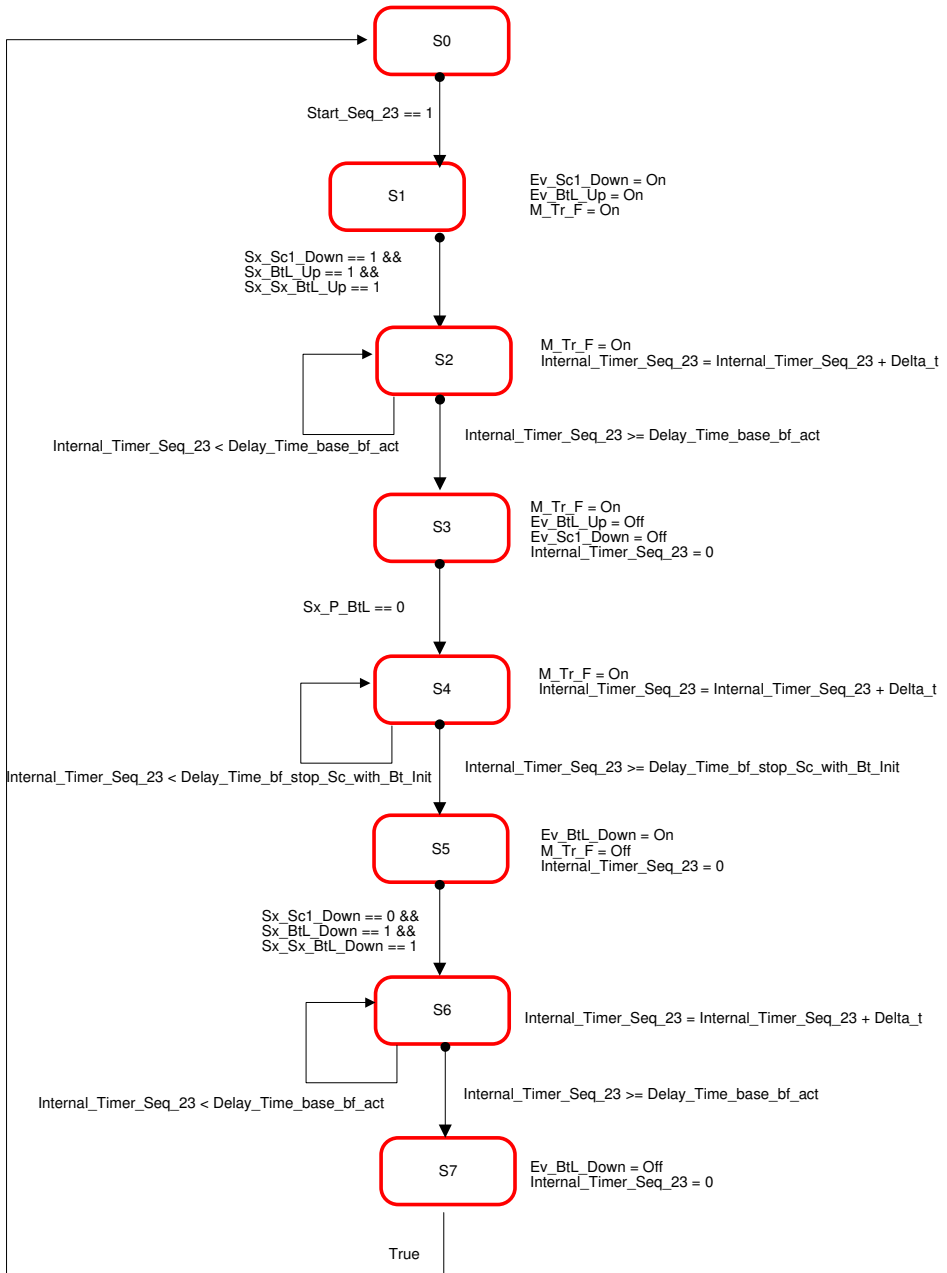 S0
Start_Seq_23 == 1
S1
Ev_Sc1_Down = On
Ev_BtL_Up = On
M_Tr_F = On
Sx_Sc1_Down == 1 &&
Sx_BtL_Up == 1 &&
Sx_Sx_BtL_Up == 1
S2
M_Tr_F = On
Internal_Timer_Seq_23 = Internal_Timer_Seq_23 + Delta_t
Internal_Timer_Seq_23 < Delay_Time_base_bf_act
Internal_Timer_Seq_23 >= Delay_Time_base_bf_act
S3
M_Tr_F = On
Ev_BtL_Up = Off
Ev_Sc1_Down = Off
Internal_Timer_Seq_23 = 0
Sx_P_BtL == 0
S4
M_Tr_F = On
Internal_Timer_Seq_23 = Internal_Timer_Seq_23 + Delta_t
Internal_Timer_Seq_23 < Delay_Time_bf_stop_Sc_with_Bt_Init
Internal_Timer_Seq_23 >= Delay_Time_bf_stop_Sc_with_Bt_Init
S5
Ev_BtL_Down = On
M_Tr_F = Off
Internal_Timer_Seq_23 = 0
Sx_Sc1_Down == 0 &&
Sx_BtL_Down == 1 &&
Sx_Sx_BtL_Down == 1
S6
Internal_Timer_Seq_23 = Internal_Timer_Seq_23 + Delta_t
Internal_Timer_Seq_23 < Delay_Time_base_bf_act
Internal_Timer_Seq_23 >= Delay_Time_base_bf_act
S7
Ev_BtL_Down = Off
Internal_Timer_Seq_23 = 0
True